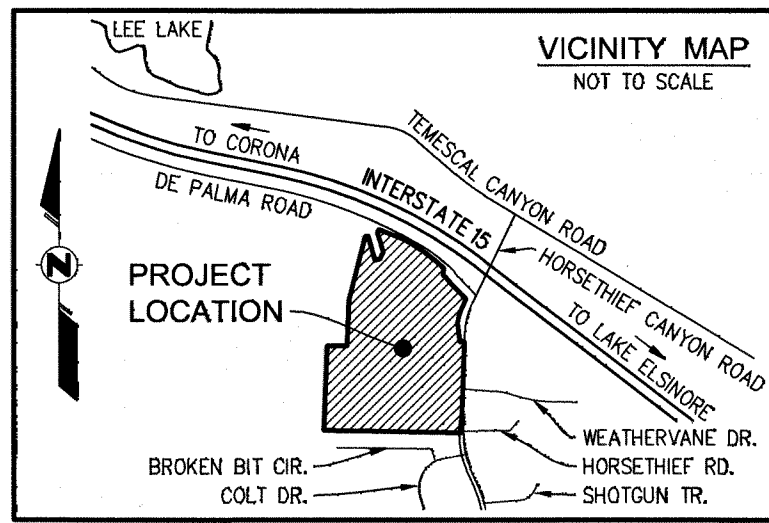 LEE LAKE
VICINITY MAP
NOT TO SCALE
TO CORONA
DE PALMA ROAD
INTERSTATE 15
TEMESCAL CANYON ROAD
HORSETHIEF CANYON ROAD
N
PROJECT
LOCATION
TO LAKE ELSINORE
WEATHERVANE DR.
BROKEN BIT CIR.
HORSETHIEF RD.
COLT DR.
SHOTGUN TR.